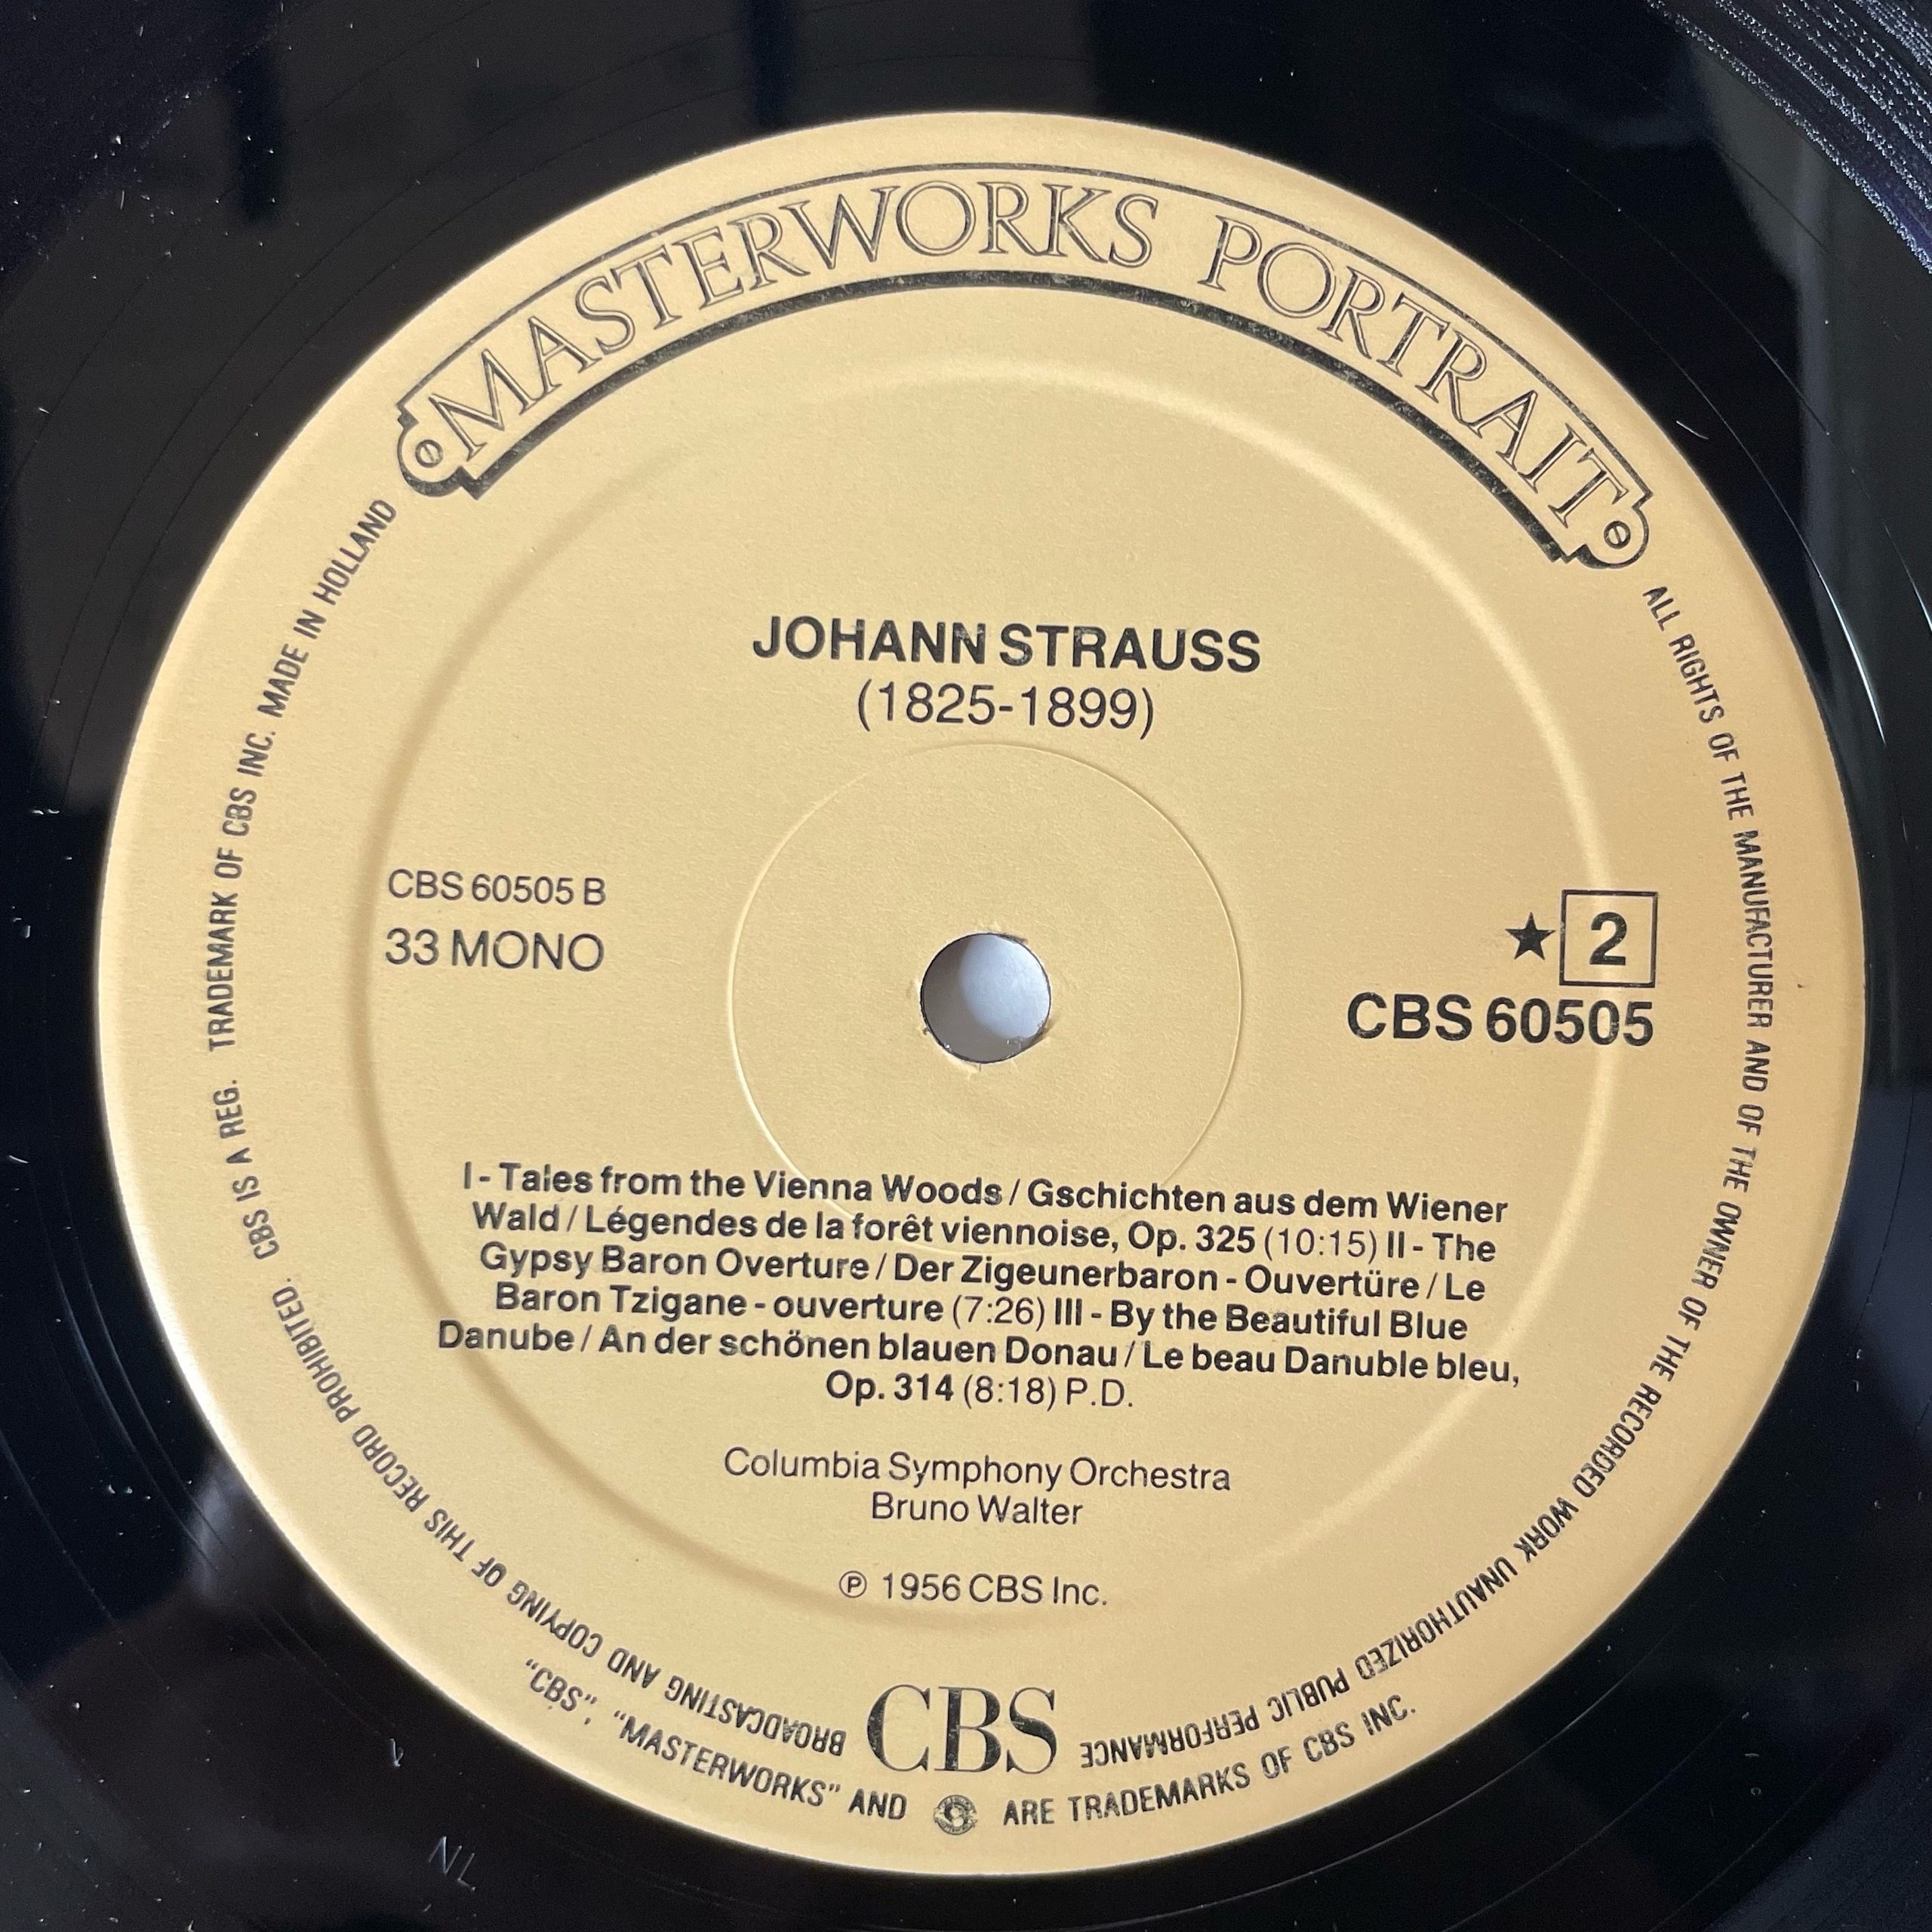 MASTERWORKS PORTRAIT
JOHANN STRAUSS
(1825-1899)
CBS 60505 B
33 MONO
★ 2
CBS 60505
I - Tales from the Vienna Woods / Gschichten aus dem Wiener
Wald / Légendes de la forêt viennoise, Op. 325 (10:15) II - The
Gypsy Baron Overture / Der Zigeunerbaron - Ouvertüre / Le
Baron Tzigane - ouverture (7:26) III - By the Beautiful Blue
Danube / An der schönen blauen Donau / Le beau Danuble bleu,
Op. 314 (8:18) P.D.
Columbia Symphony Orchestra
Bruno Walter
℗ 1956 CBS Inc.
CBS
ALL RIGHTS OF THE MANUFACTURER AND OF THE OWNER OF THE RECORDED WORK UNAUTHORIZED PUBLIC PERFORMANCE
BROADCASTING AND COPYING OF THIS RECORD PROHIBITED. CBS IS A REG. TRADEMARK OF CBS INC. MADE IN HOLLAND
"CBS", "MASTERWORKS" AND ARE TRADEMARKS OF CBS INC.
NL